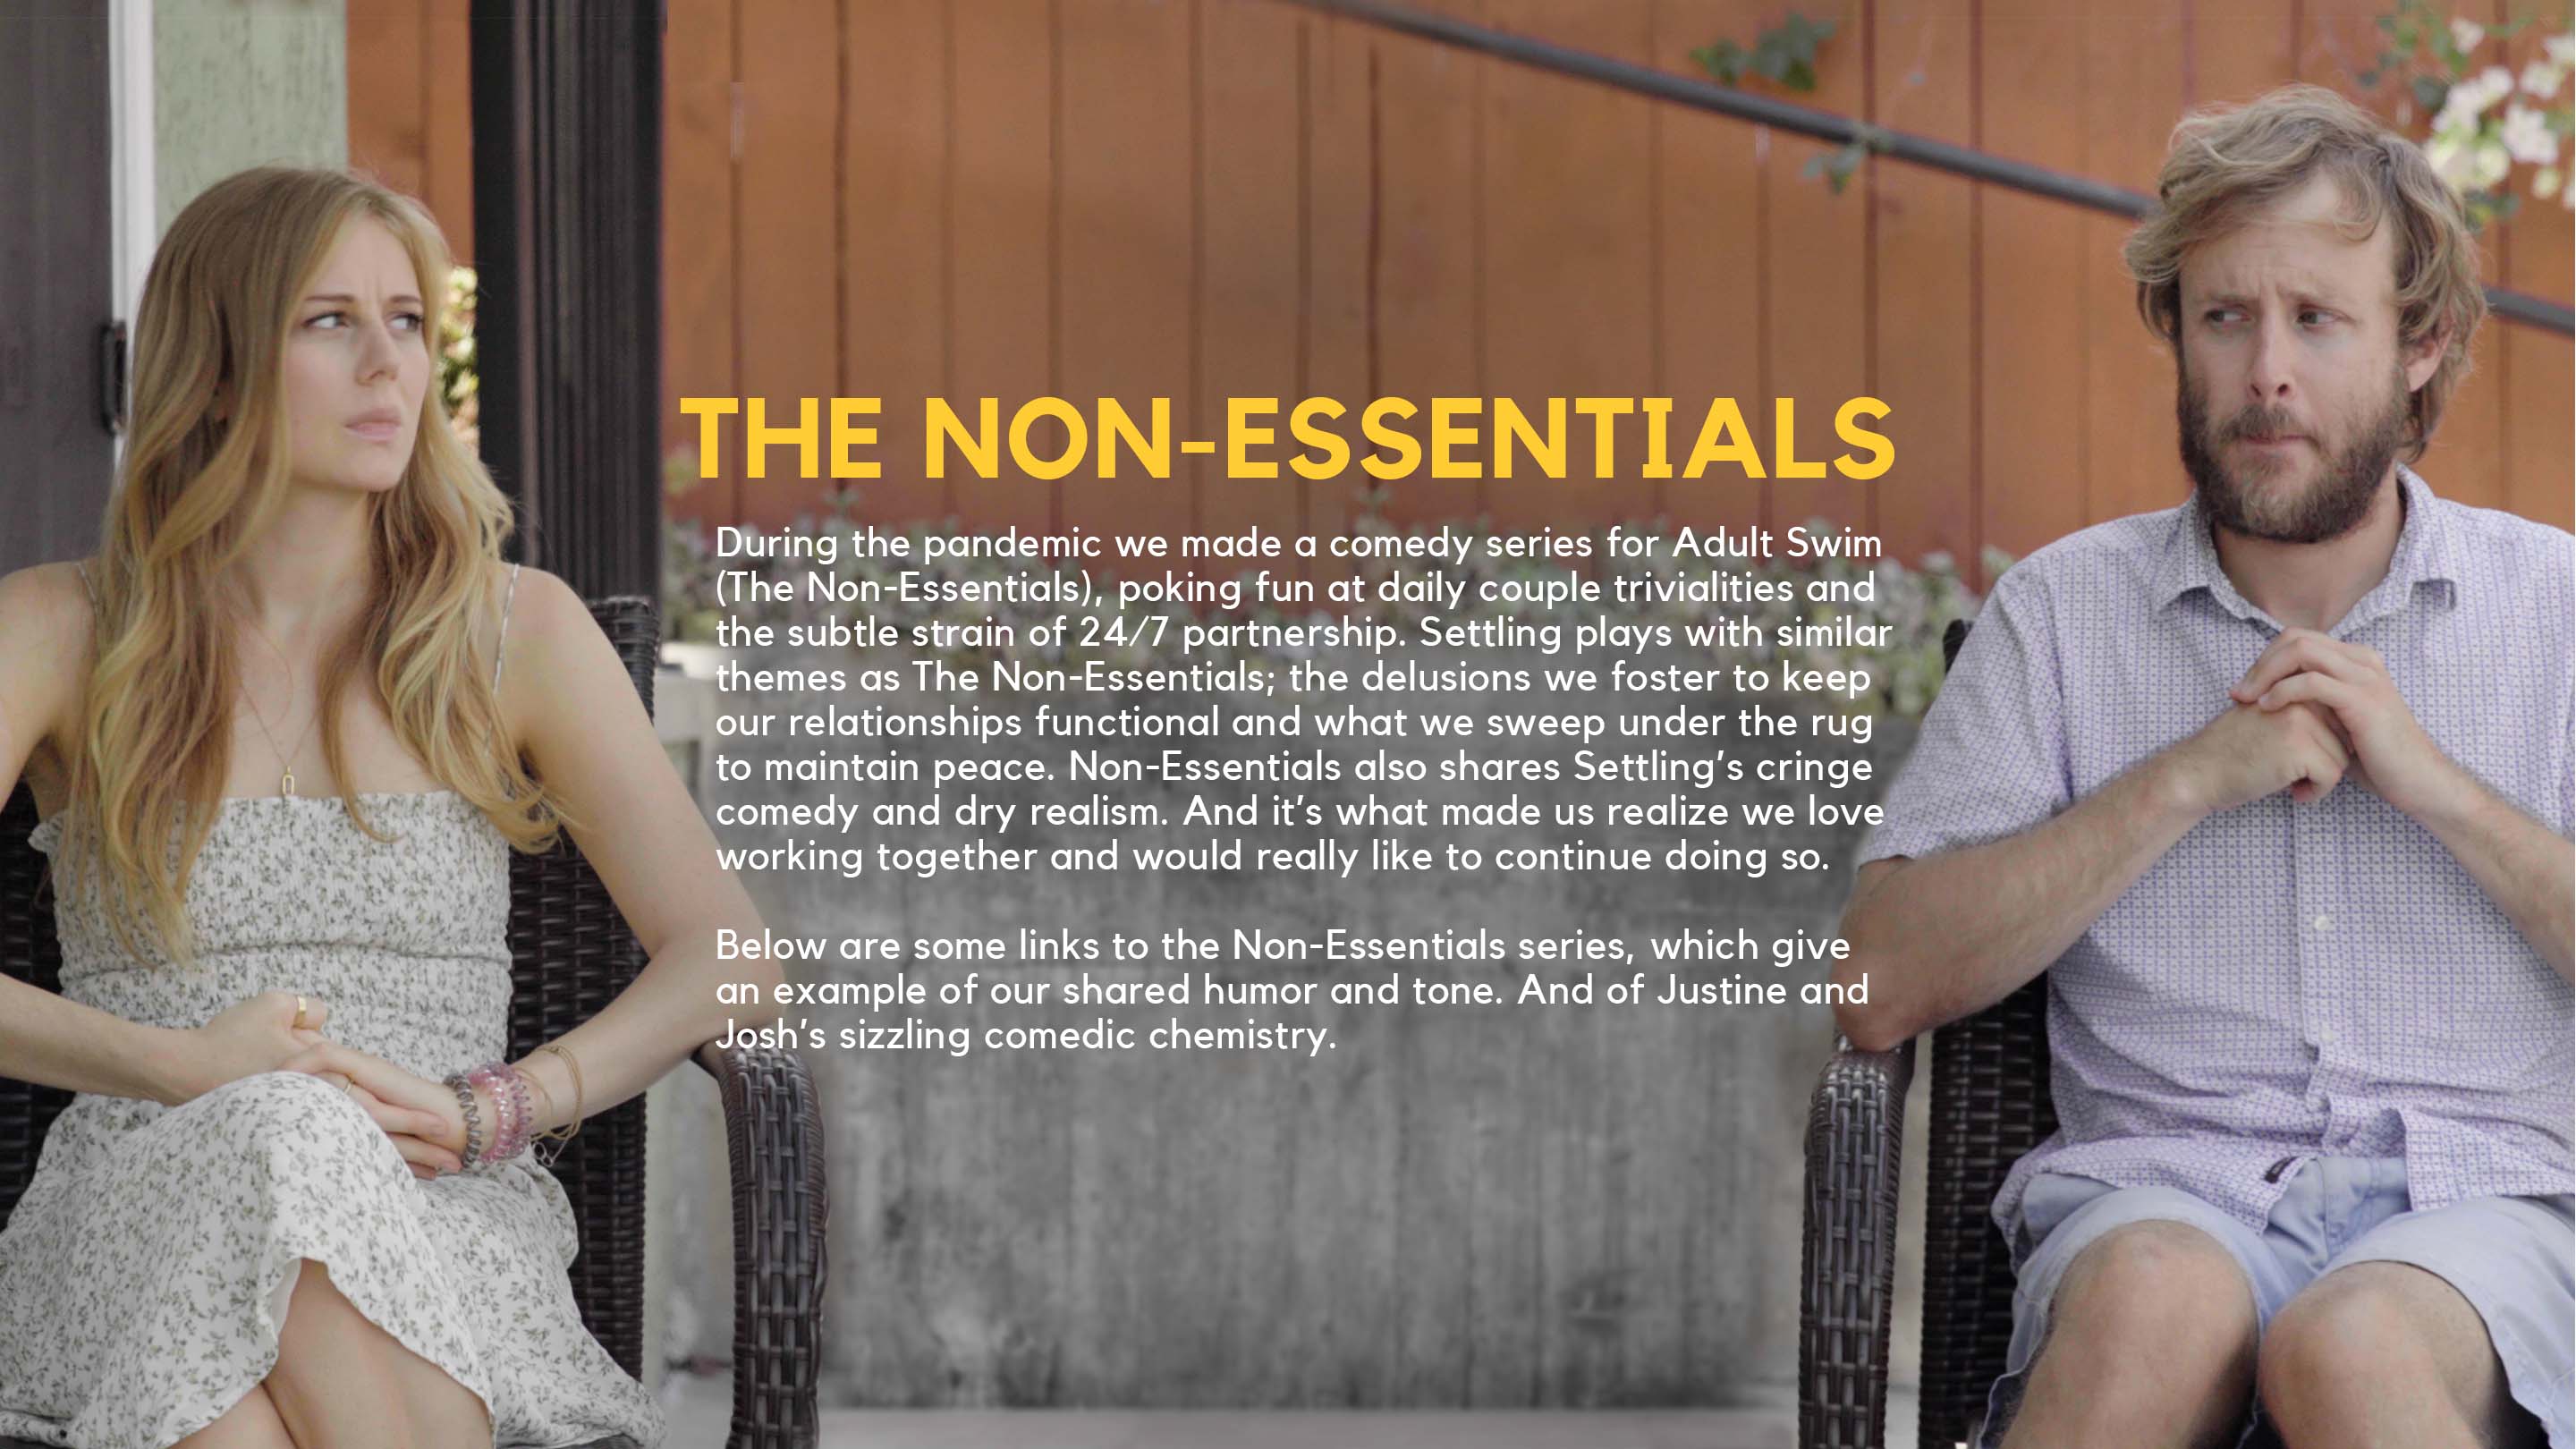 THE NON-ESSENTIALS
During the pandemic we made a comedy series for Adult Swim
(The Non-Essentials), poking fun at daily couple trivialities and
the subtle strain of 24/7 partnership. Settling plays with similar
themes as The Non-Essentials; the delusions we foster to keep
our relationships functional and what we sweep under the rug
to maintain peace. Non-Essentials also shares Settling’s cringe
comedy and dry realism. And it’s what made us realize we love
working together and would really like to continue doing so.
Below are some links to the Non-Essentials series, which give
an example of our shared humor and tone. And of Justine and
Josh’s sizzling comedic chemistry.